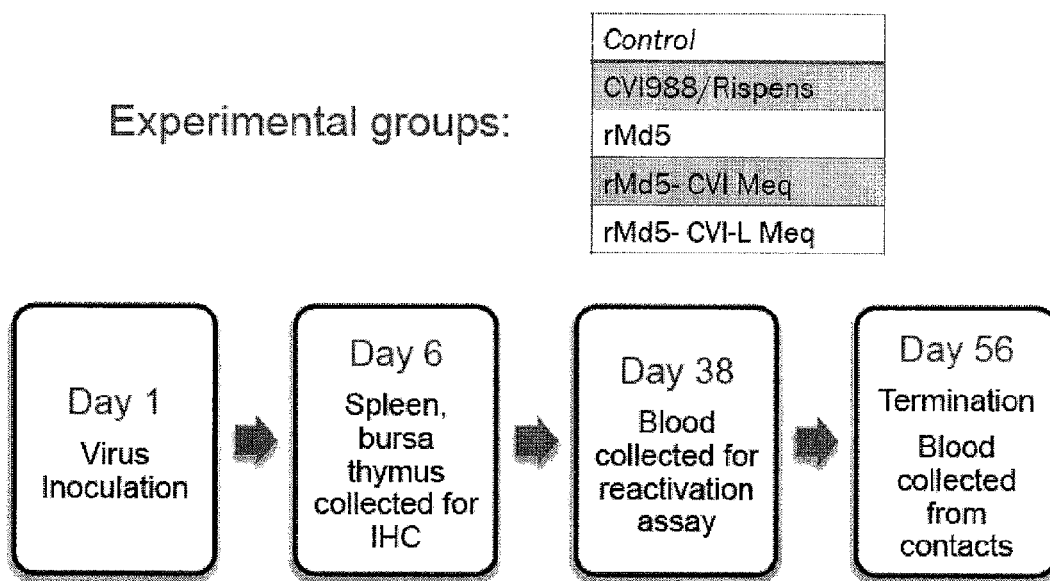 Control
CVI988/Rispens
Experimental groups:
rMd5
rMd5- CVI Meq
rMd5- CVI-L Meq
Day 1
Virus
Inoculation
Day 6
Spleen,
bursa
thymus
collected for
IHC
Day 38
Blood
collected for
reactivation
assay
Day 56
Termination
Blood
collected
from
contacts